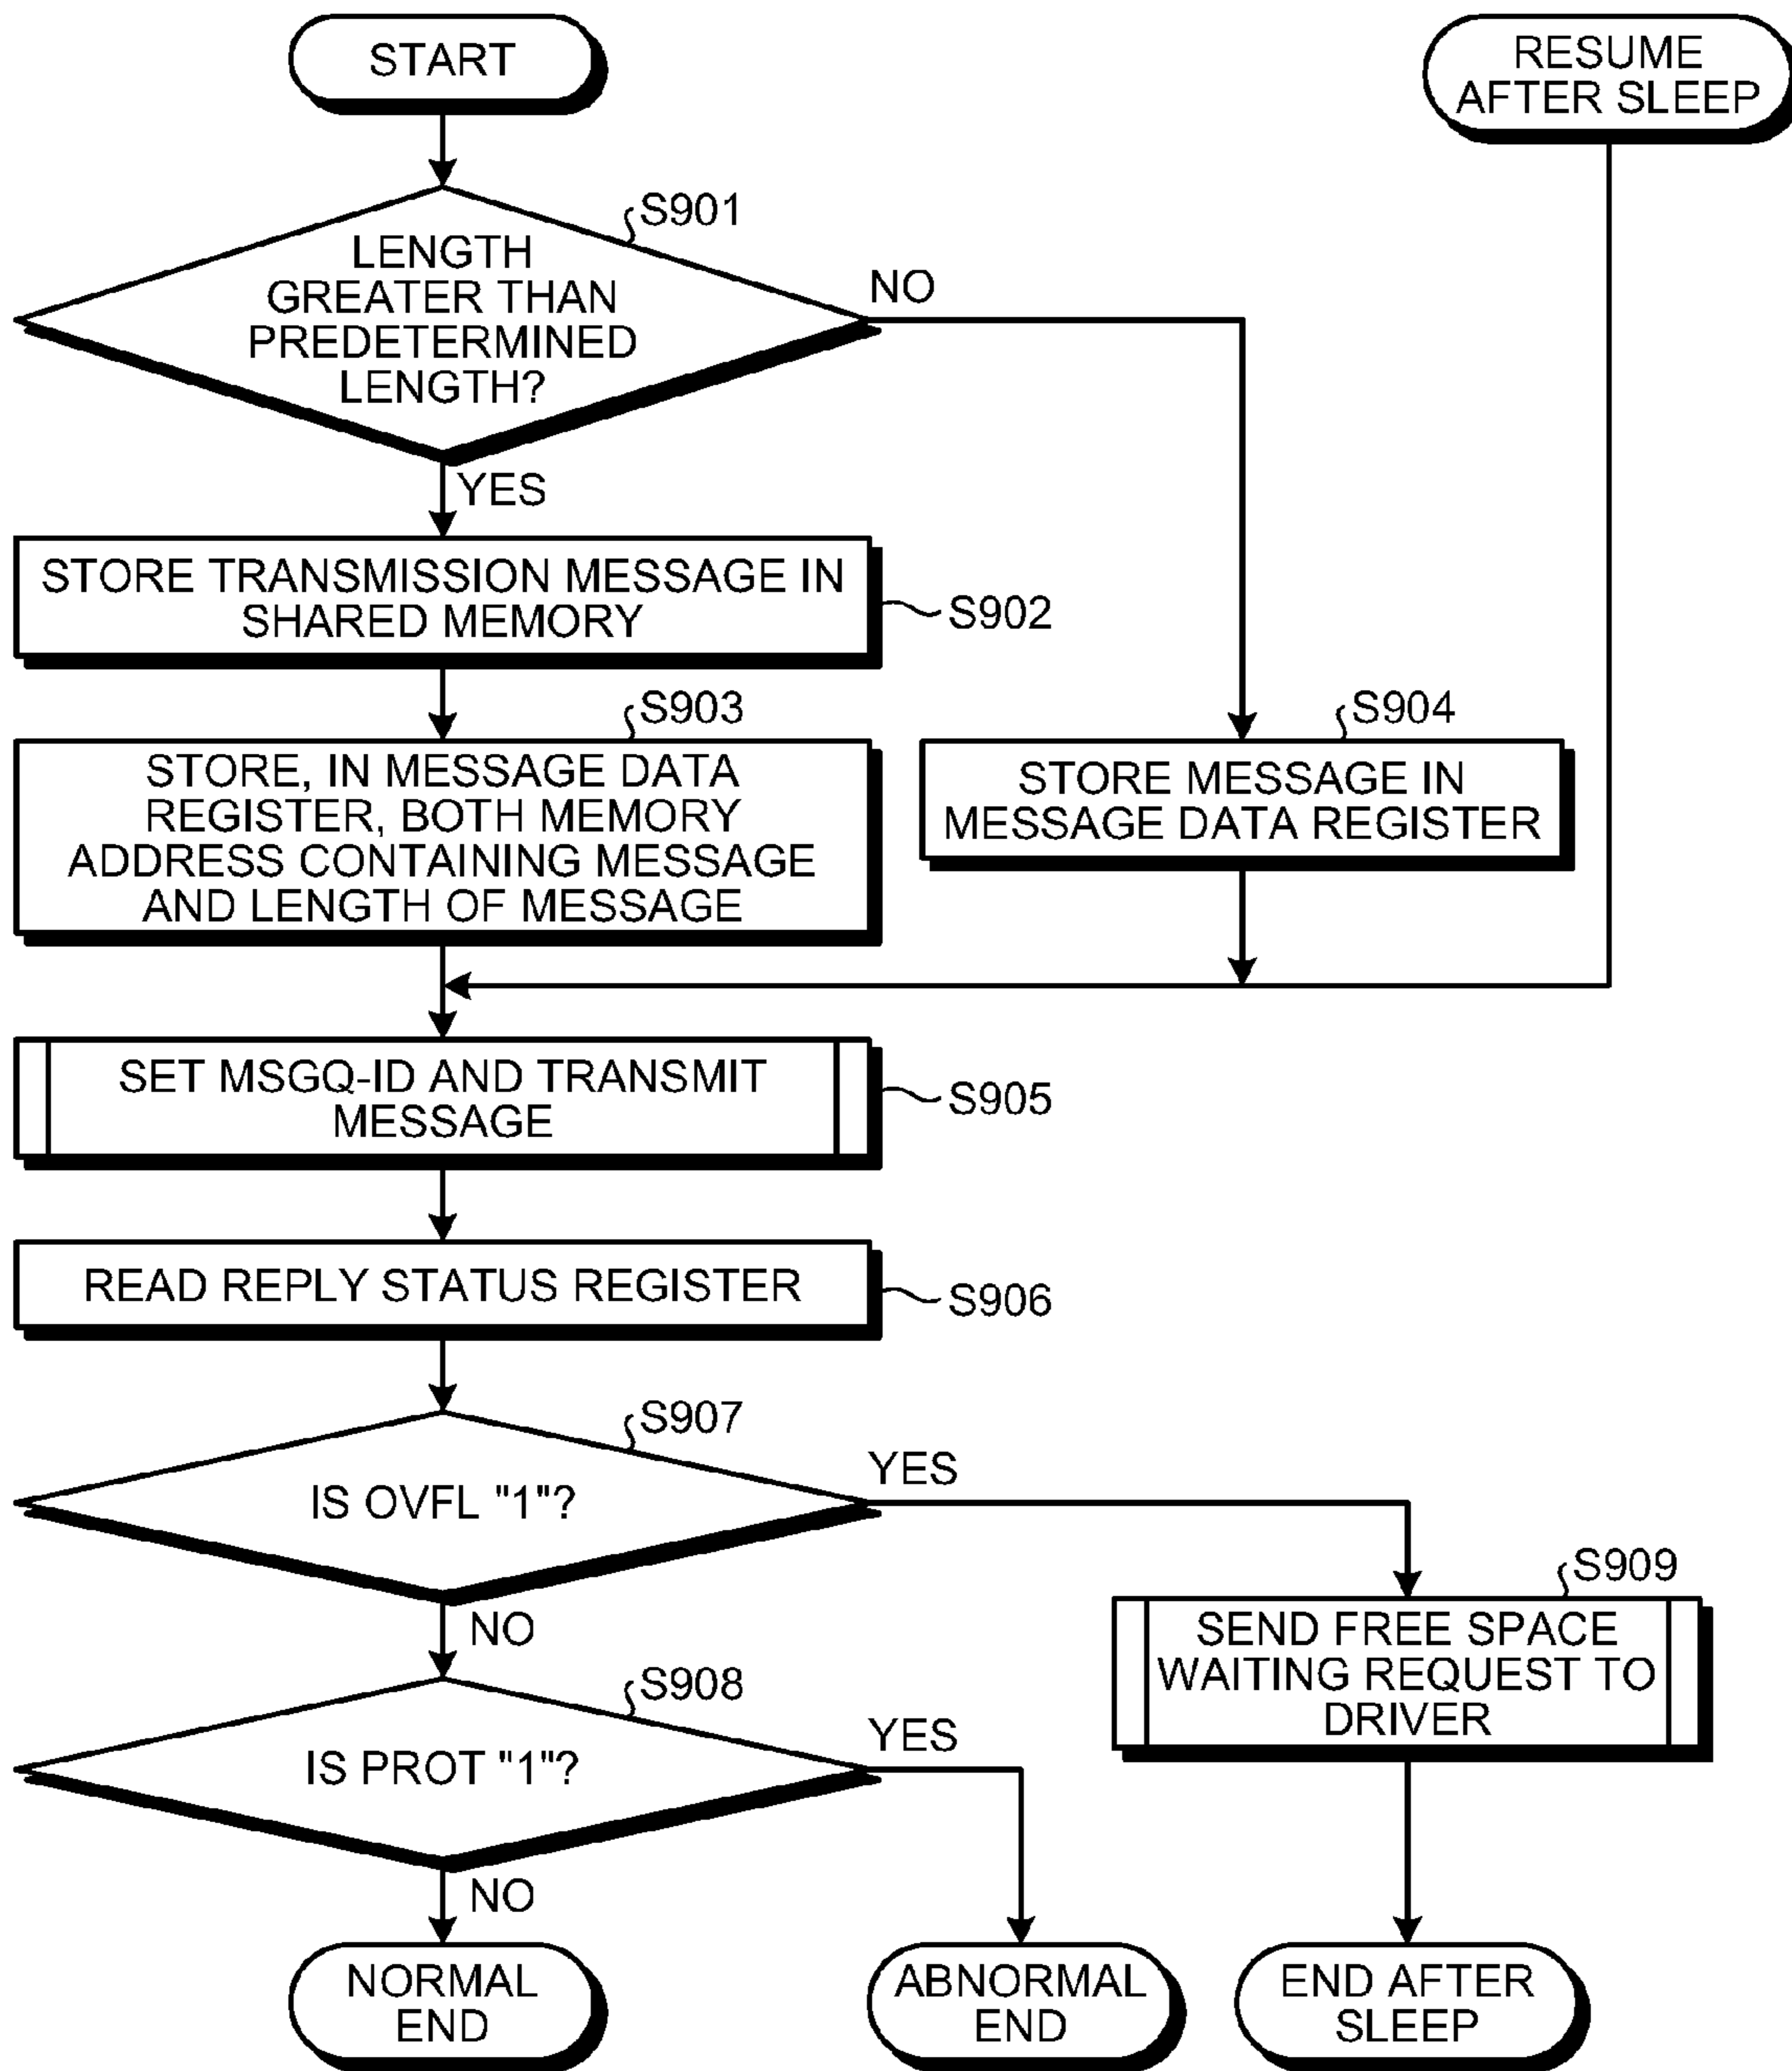 START
RESUME
AFTER SLEEP
S901
LENGTH
GREATER THAN
PREDETERMINED
LENGTH?
NO
YES
STORE TRANSMISSION MESSAGE IN
SHARED MEMORY
S902
S903
STORE, IN MESSAGE DATA
REGISTER, BOTH MEMORY
ADDRESS CONTAINING MESSAGE
AND LENGTH OF MESSAGE
S904
STORE MESSAGE IN
MESSAGE DATA REGISTER
SET MSGQ-ID AND TRANSMIT
MESSAGE
S905
READ REPLY STATUS REGISTER
S906
S907
IS OVFL "1"?
YES
NO
S909
SEND FREE SPACE
WAITING REQUEST TO
DRIVER
S908
IS PROT "1"?
YES
NO
NORMAL
END
ABNORMAL
END
END AFTER
SLEEP